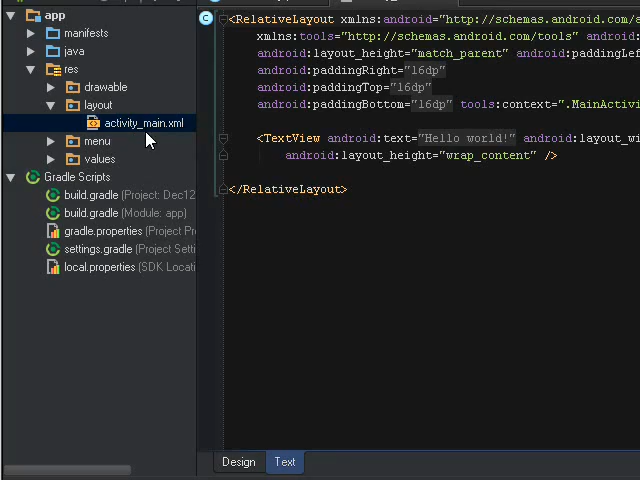 app
manifests
java
res
drawable
layout
activity_main.xml
menu
values
Gradle Scripts
build.gradle (Project: Dec12
build.gradle (Module: app)
gradle.properties (Project Pr
settings.gradle (Project Setti
local.properties (SDK Locati
C
<RelativeLayout xmlns:android="http://schemas.android.com/a
xmlns:tools="http://schemas.android.com/tools" android
android:layout_height="match_parent" android:paddingLef
android:paddingRight="16dp"
android:paddingTop="16dp"
android:paddingBottom="16dp" tools:context=".MainActivi
<TextView android:text="Hello world!" android:layout_wi
android:layout_height="wrap_content" />
</RelativeLayout>
Design Text